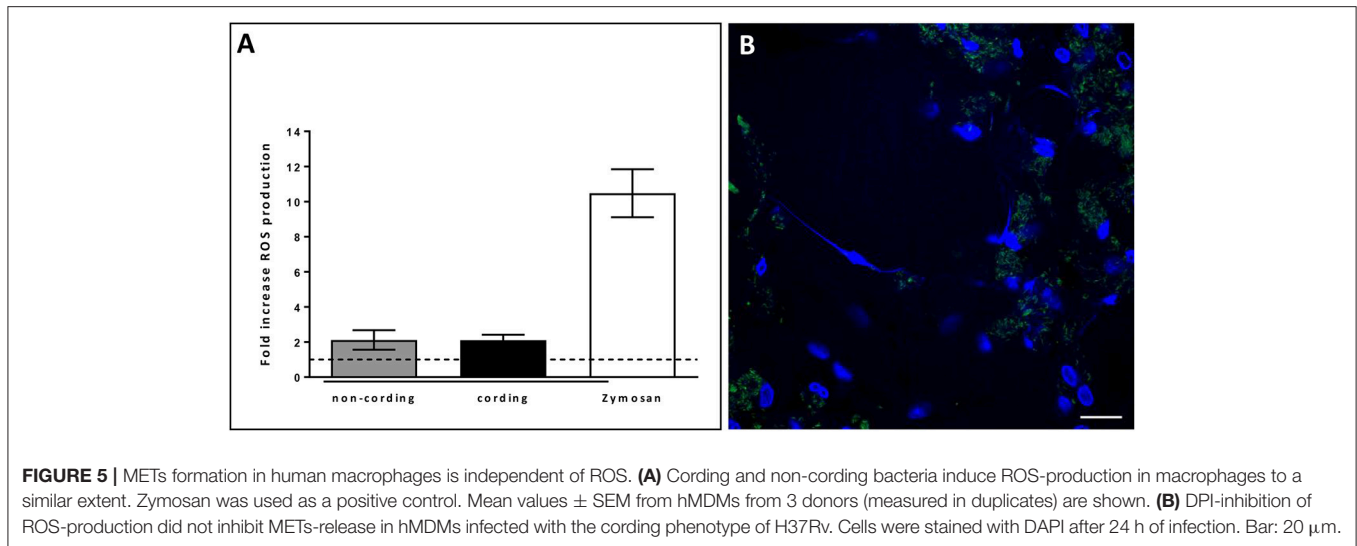 A
B
14
12
10
8
6
4
2
0
Fold increase ROS production
non-cording cording Zymosan
FIGURE 5 | METs formation in human macrophages is independent of ROS. (A) Cording and non-cording bacteria induce ROS-production in macrophages to a
similar extent. Zymosan was used as a positive control. Mean values ± SEM from hMDMs from 3 donors (measured in duplicates) are shown. (B) DPI-inhibition of
ROS-production did not inhibit METs-release in hMDMs infected with the cording phenotype of H37Rv. Cells were stained with DAPI after 24 h of infection. Bar: 20 μm.